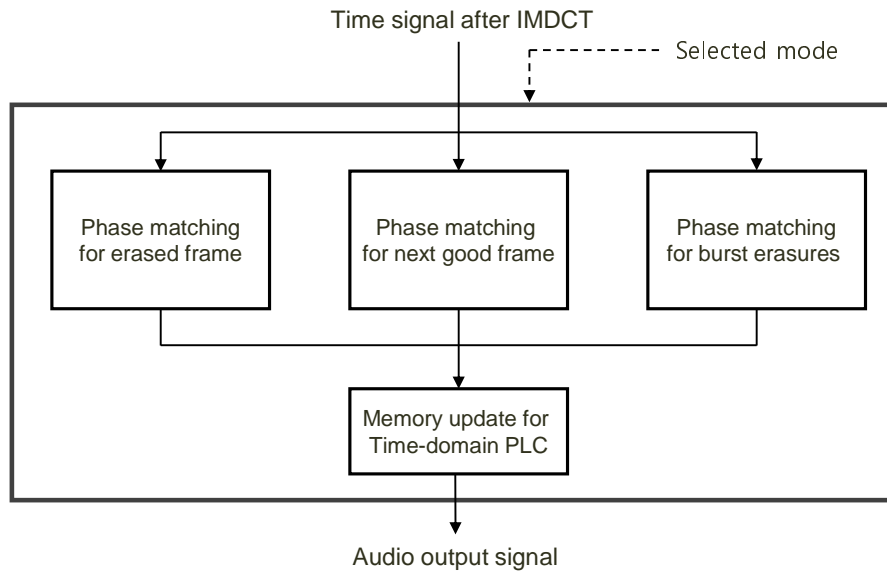 Time signal after IMDCT
Selected mode
Phase matching
for erased frame
Phase matching
for next good frame
Phase matching
for burst erasures
Memory update for
Time-domain PLC
Audio output signal